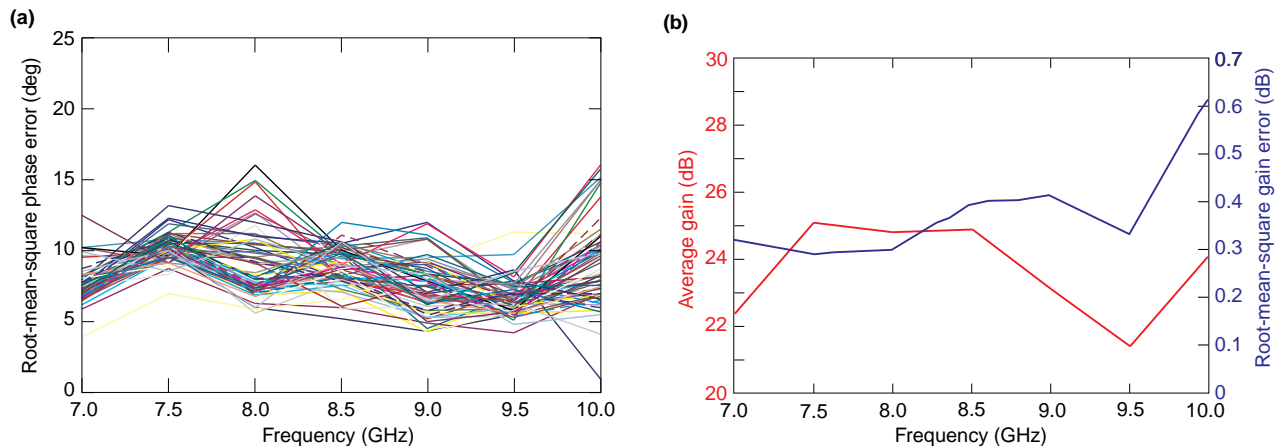 (a)
25
20
15
10
5
0
Root-mean-square phase error (deg)
7.0 7.5 8.0 8.5 9.0 9.5 10.0
Frequency (GHz)
(b)
30
28
26
24
22
20
Average gain (dB)
0.7
0.6
0.5
0.4
0.3
0.2
0.1
0
Root-mean-square gain error (dB)
7.0 7.5 8.0 8.5 9.0 9.5 10.0
Frequency (GHz)